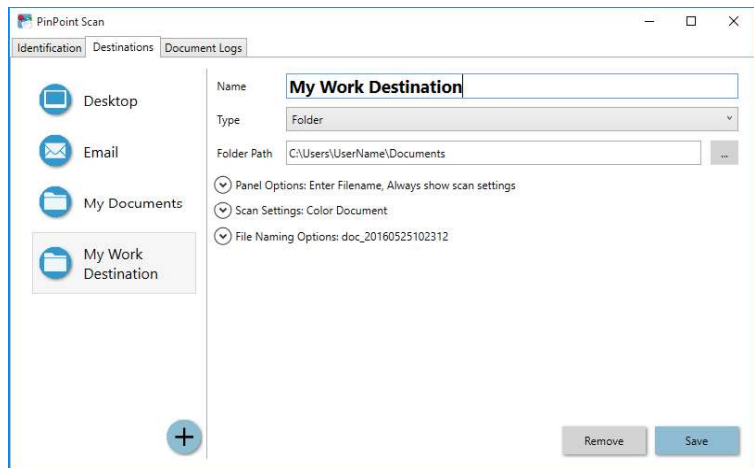 PinPoint Scan
Identification Destinations Document Logs
Desktop
Email
My Documents
My Work
Destination
Name My Work Destination
Type Folder
Folder Path C:\Users\UserName\Documents ...
Panel Options: Enter Filename, Always show scan settings
Scan Settings: Color Document
File Naming Options: doc_20160525102312
Remove Save